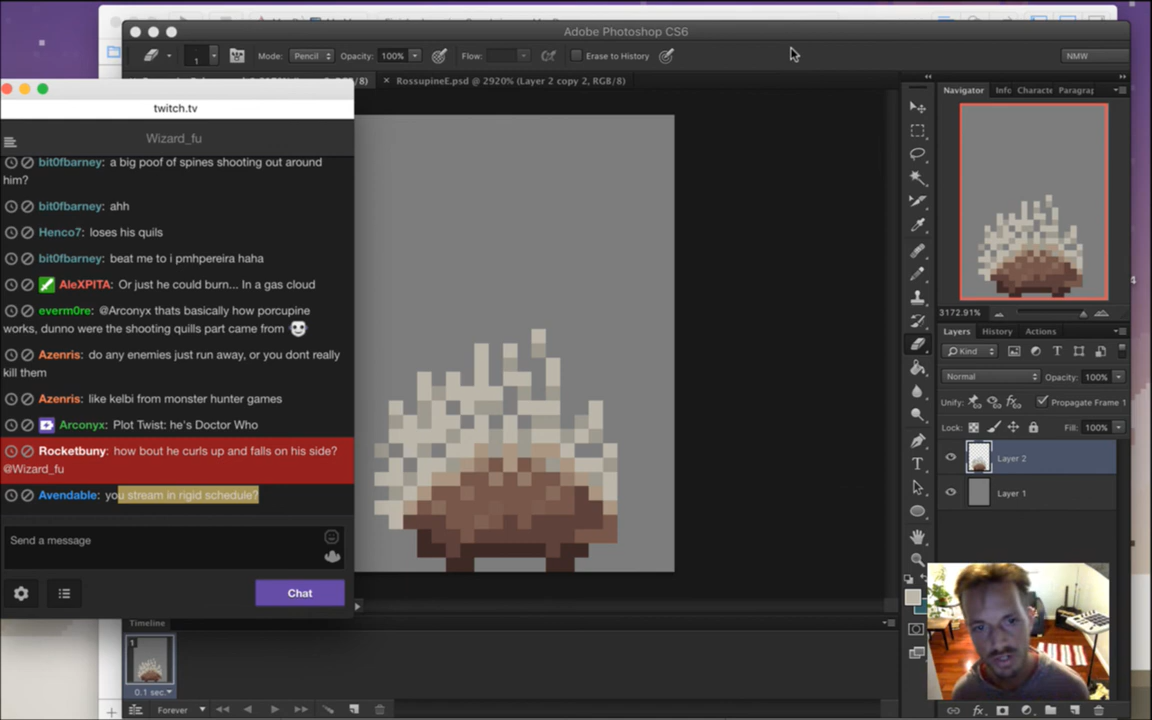 Adobe Photoshop CS6
1
Mode:
Pencil
Opacity:
100%
Flow:
Erase to History
NMW
/8)
× RossupineE.psd @ 2920% (Layer 2 copy 2, RGB/8)
twitch.tv
Wizard_fu
bit0fbarney: a big poof of spines shooting out around
him?
bit0fbarney: ahh
Henco7: loses his quils
bit0fbarney: beat me to i pmhpereira haha
AleXPITA: Or just he could burn... In a gas cloud
everm0re: @Arconyx thats basically how porcupine
works, dunno were the shooting quills part came from
Azenris: do any enemies just run away, or you dont really
kill them
Azenris: like kelbi from monster hunter games
Arconyx: Plot Twist: he's Doctor Who
Rocketbuny: how bout he curls up and falls on his side?
@Wizard_fu
Avendable: you stream in rigid schedule?
Send a message
Chat
Navigator
Info
Characte
Paragrap
3172.91%
Layers
History
Actions
Kind
Normal
Opacity: 100%
Unify:
Propagate Frame 1
Lock:
Fill: 100%
Layer 2
Layer 1
Timeline
1
0.1 sec.
Forever